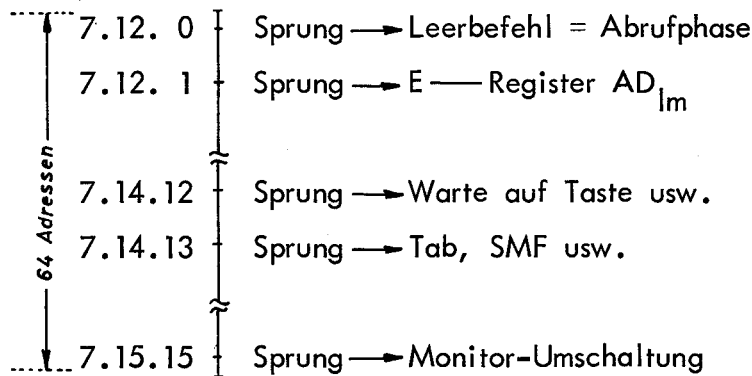 7.12. 0 Sprung → Leerbefehl = Abrufphase
7.12. 1 Sprung → E — Register AD_lm
64 Adressen
7.14.12 Sprung → Warte auf Taste usw.
7.14.13 Sprung → Tab, SMF usw.
7.15.15 Sprung → Monitor-Umschaltung